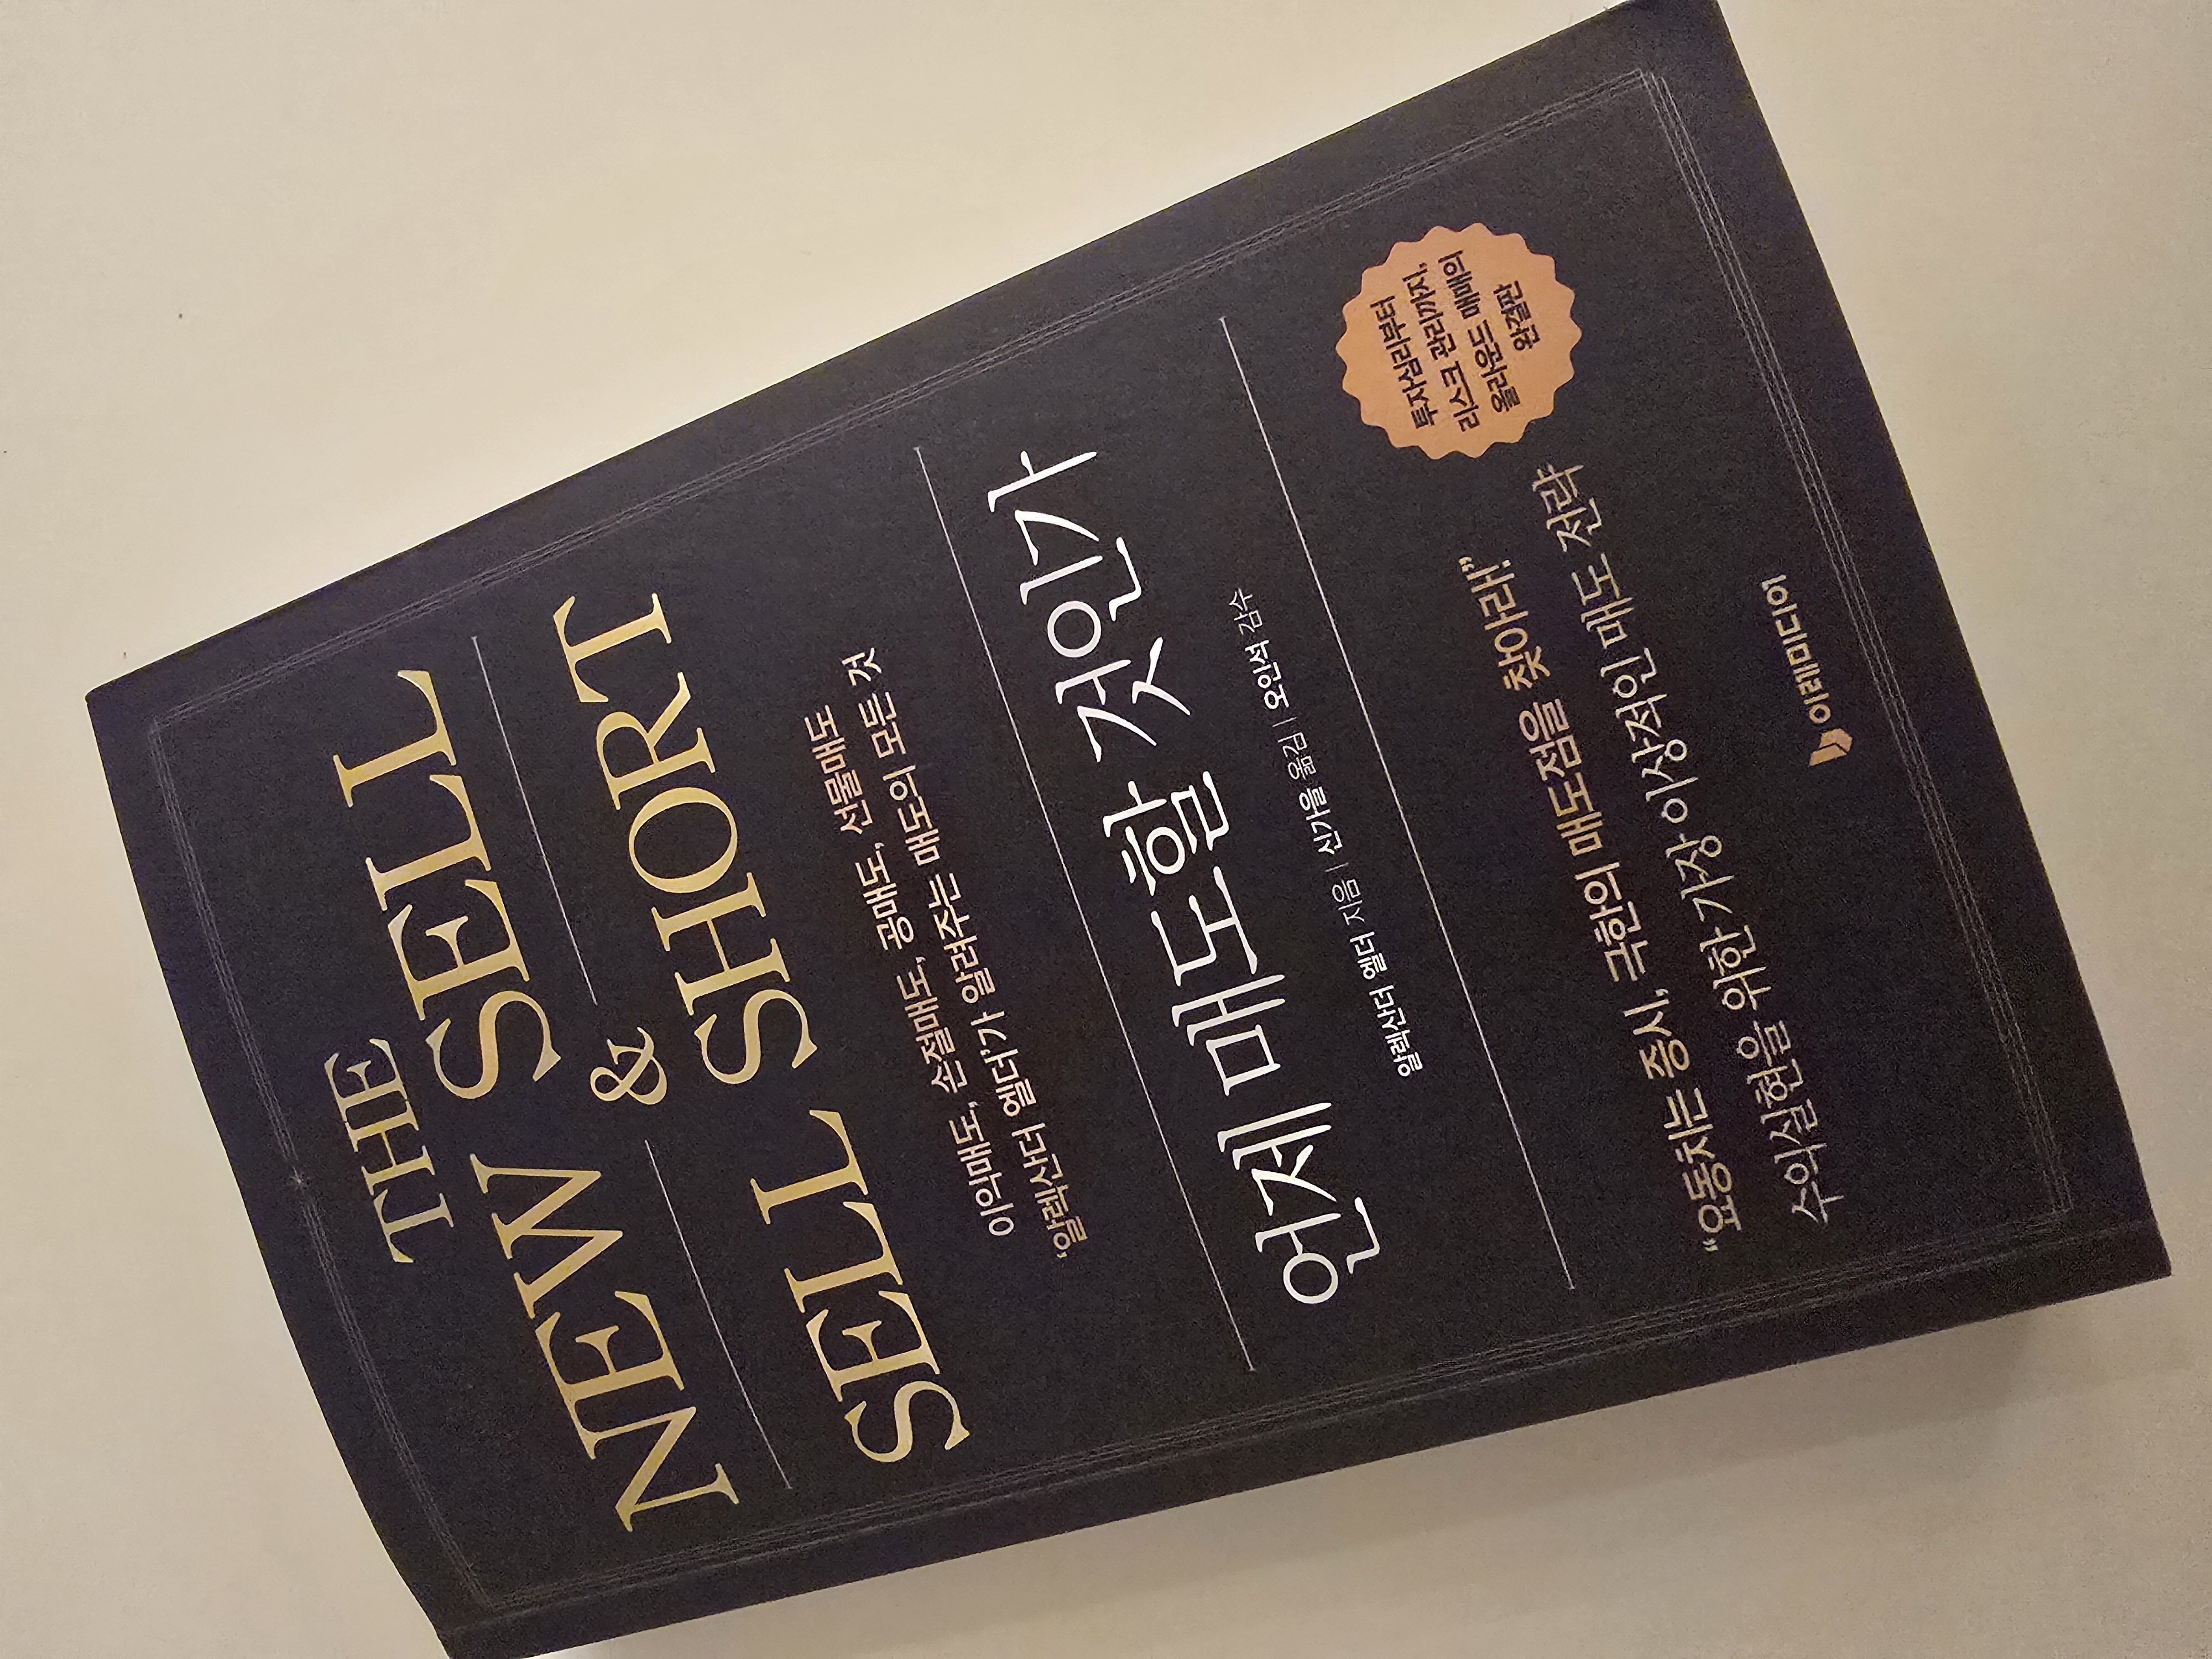 THE
NEW SELL
&
SELL SHORT
이익매도, 손절매도, 공매도, 선물매도
‘알렉산더 엘더’가 알려주는 매도의 모든 것
언제 매도할 것인가
알렉산더 엘더 지음 | 신가을 옮김 | 오인석 감수
투자심리부터
리스크 관리까지,
올라운드 매매의
완결판
“요동치는 증시, 극한의 매도점을 찾아라!”
수익실현을 위한 가장 이상적인 매도 전략
이레미디어